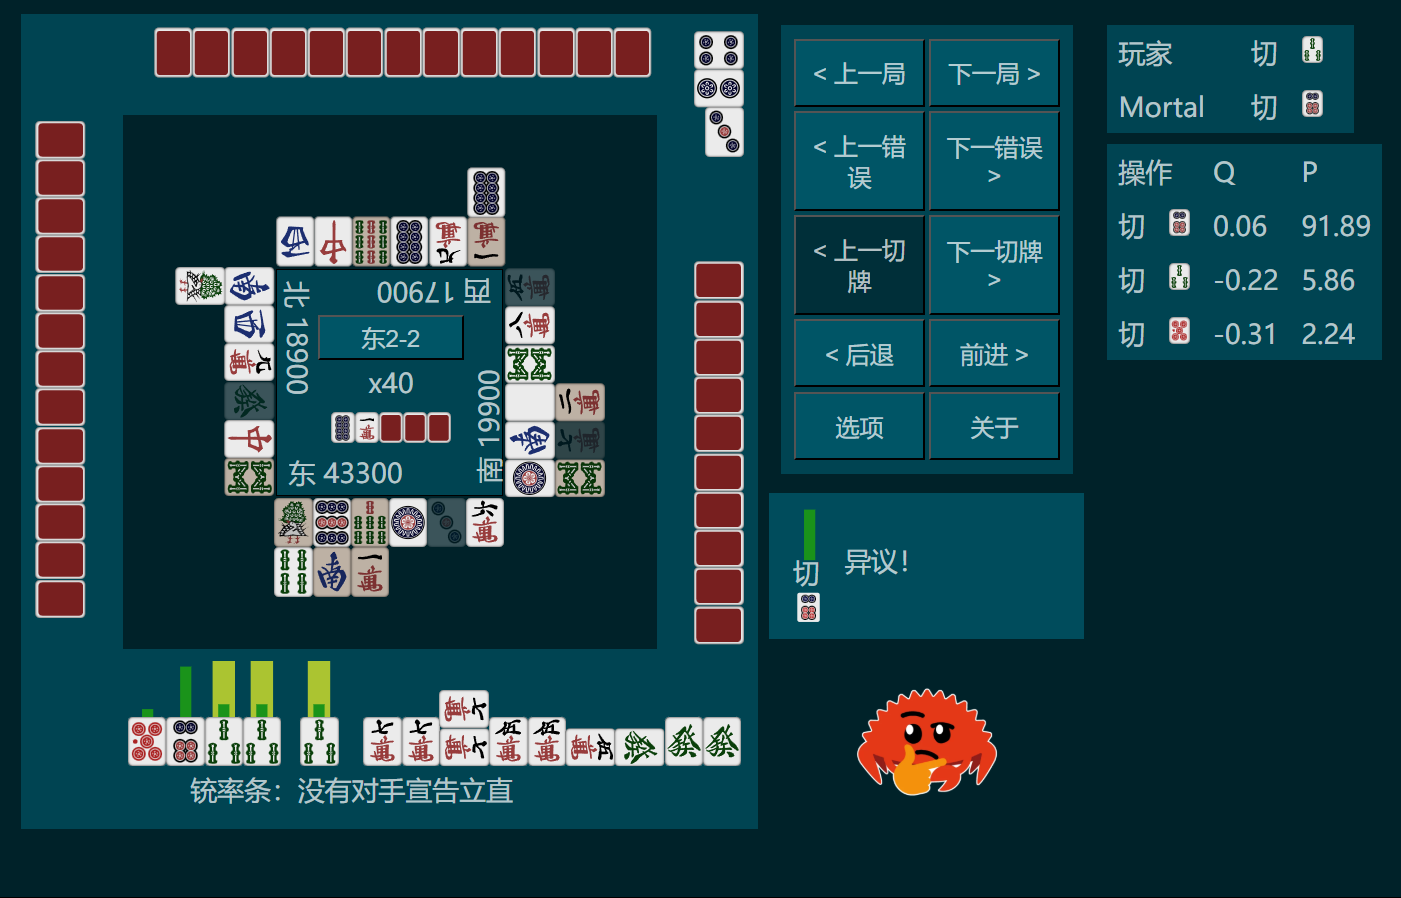 < 上一局
下一局 >
< 上一错误
下一错误 >
< 上一切牌
下一切牌 >
< 后退
前进 >
选项
关于
玩家 切
Mortal 切
操作 Q P
切 0.06 91.89
切 -0.22 5.86
切 -0.31 2.24
西 17900
北 18900
东2-2
x40
南 19900
东 43300
切
异议!
铳率条：没有对手宣告立直